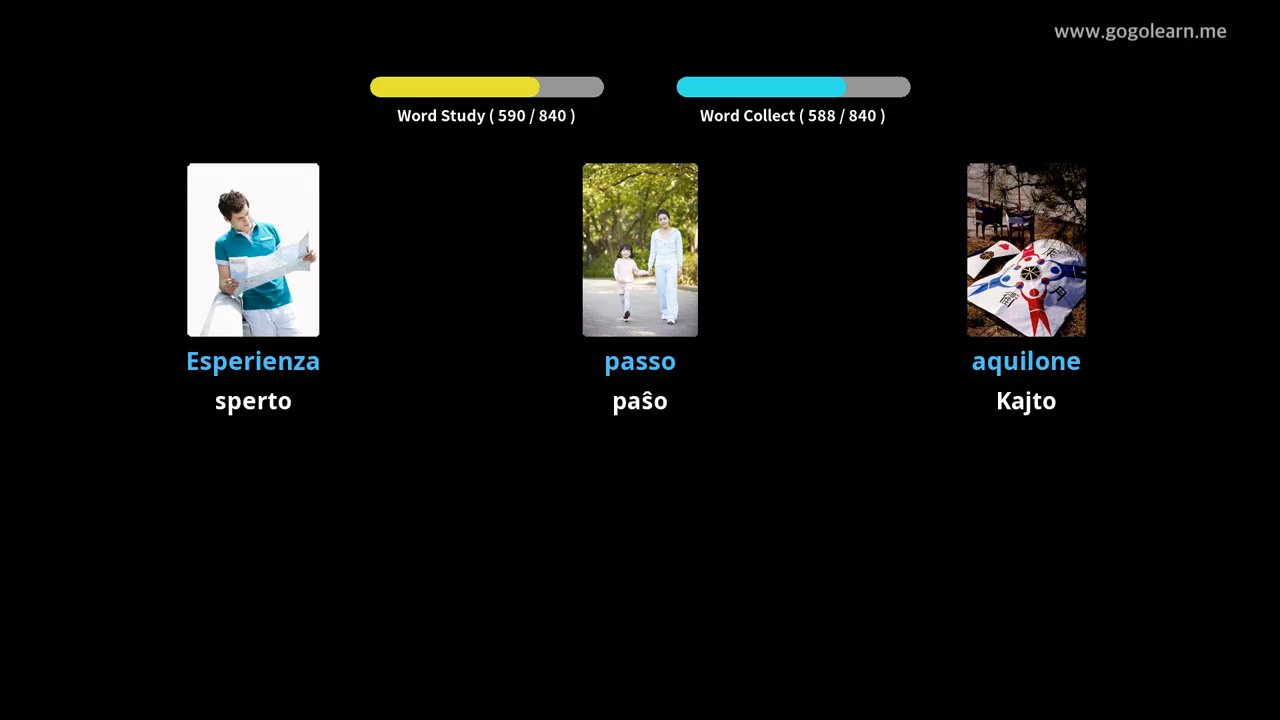 www.gogolearn.me
Word Study ( 590 / 840 )
Word Collect ( 588 / 840 )
Esperienza
passo
aquilone
sperto
paŝo
Kajto